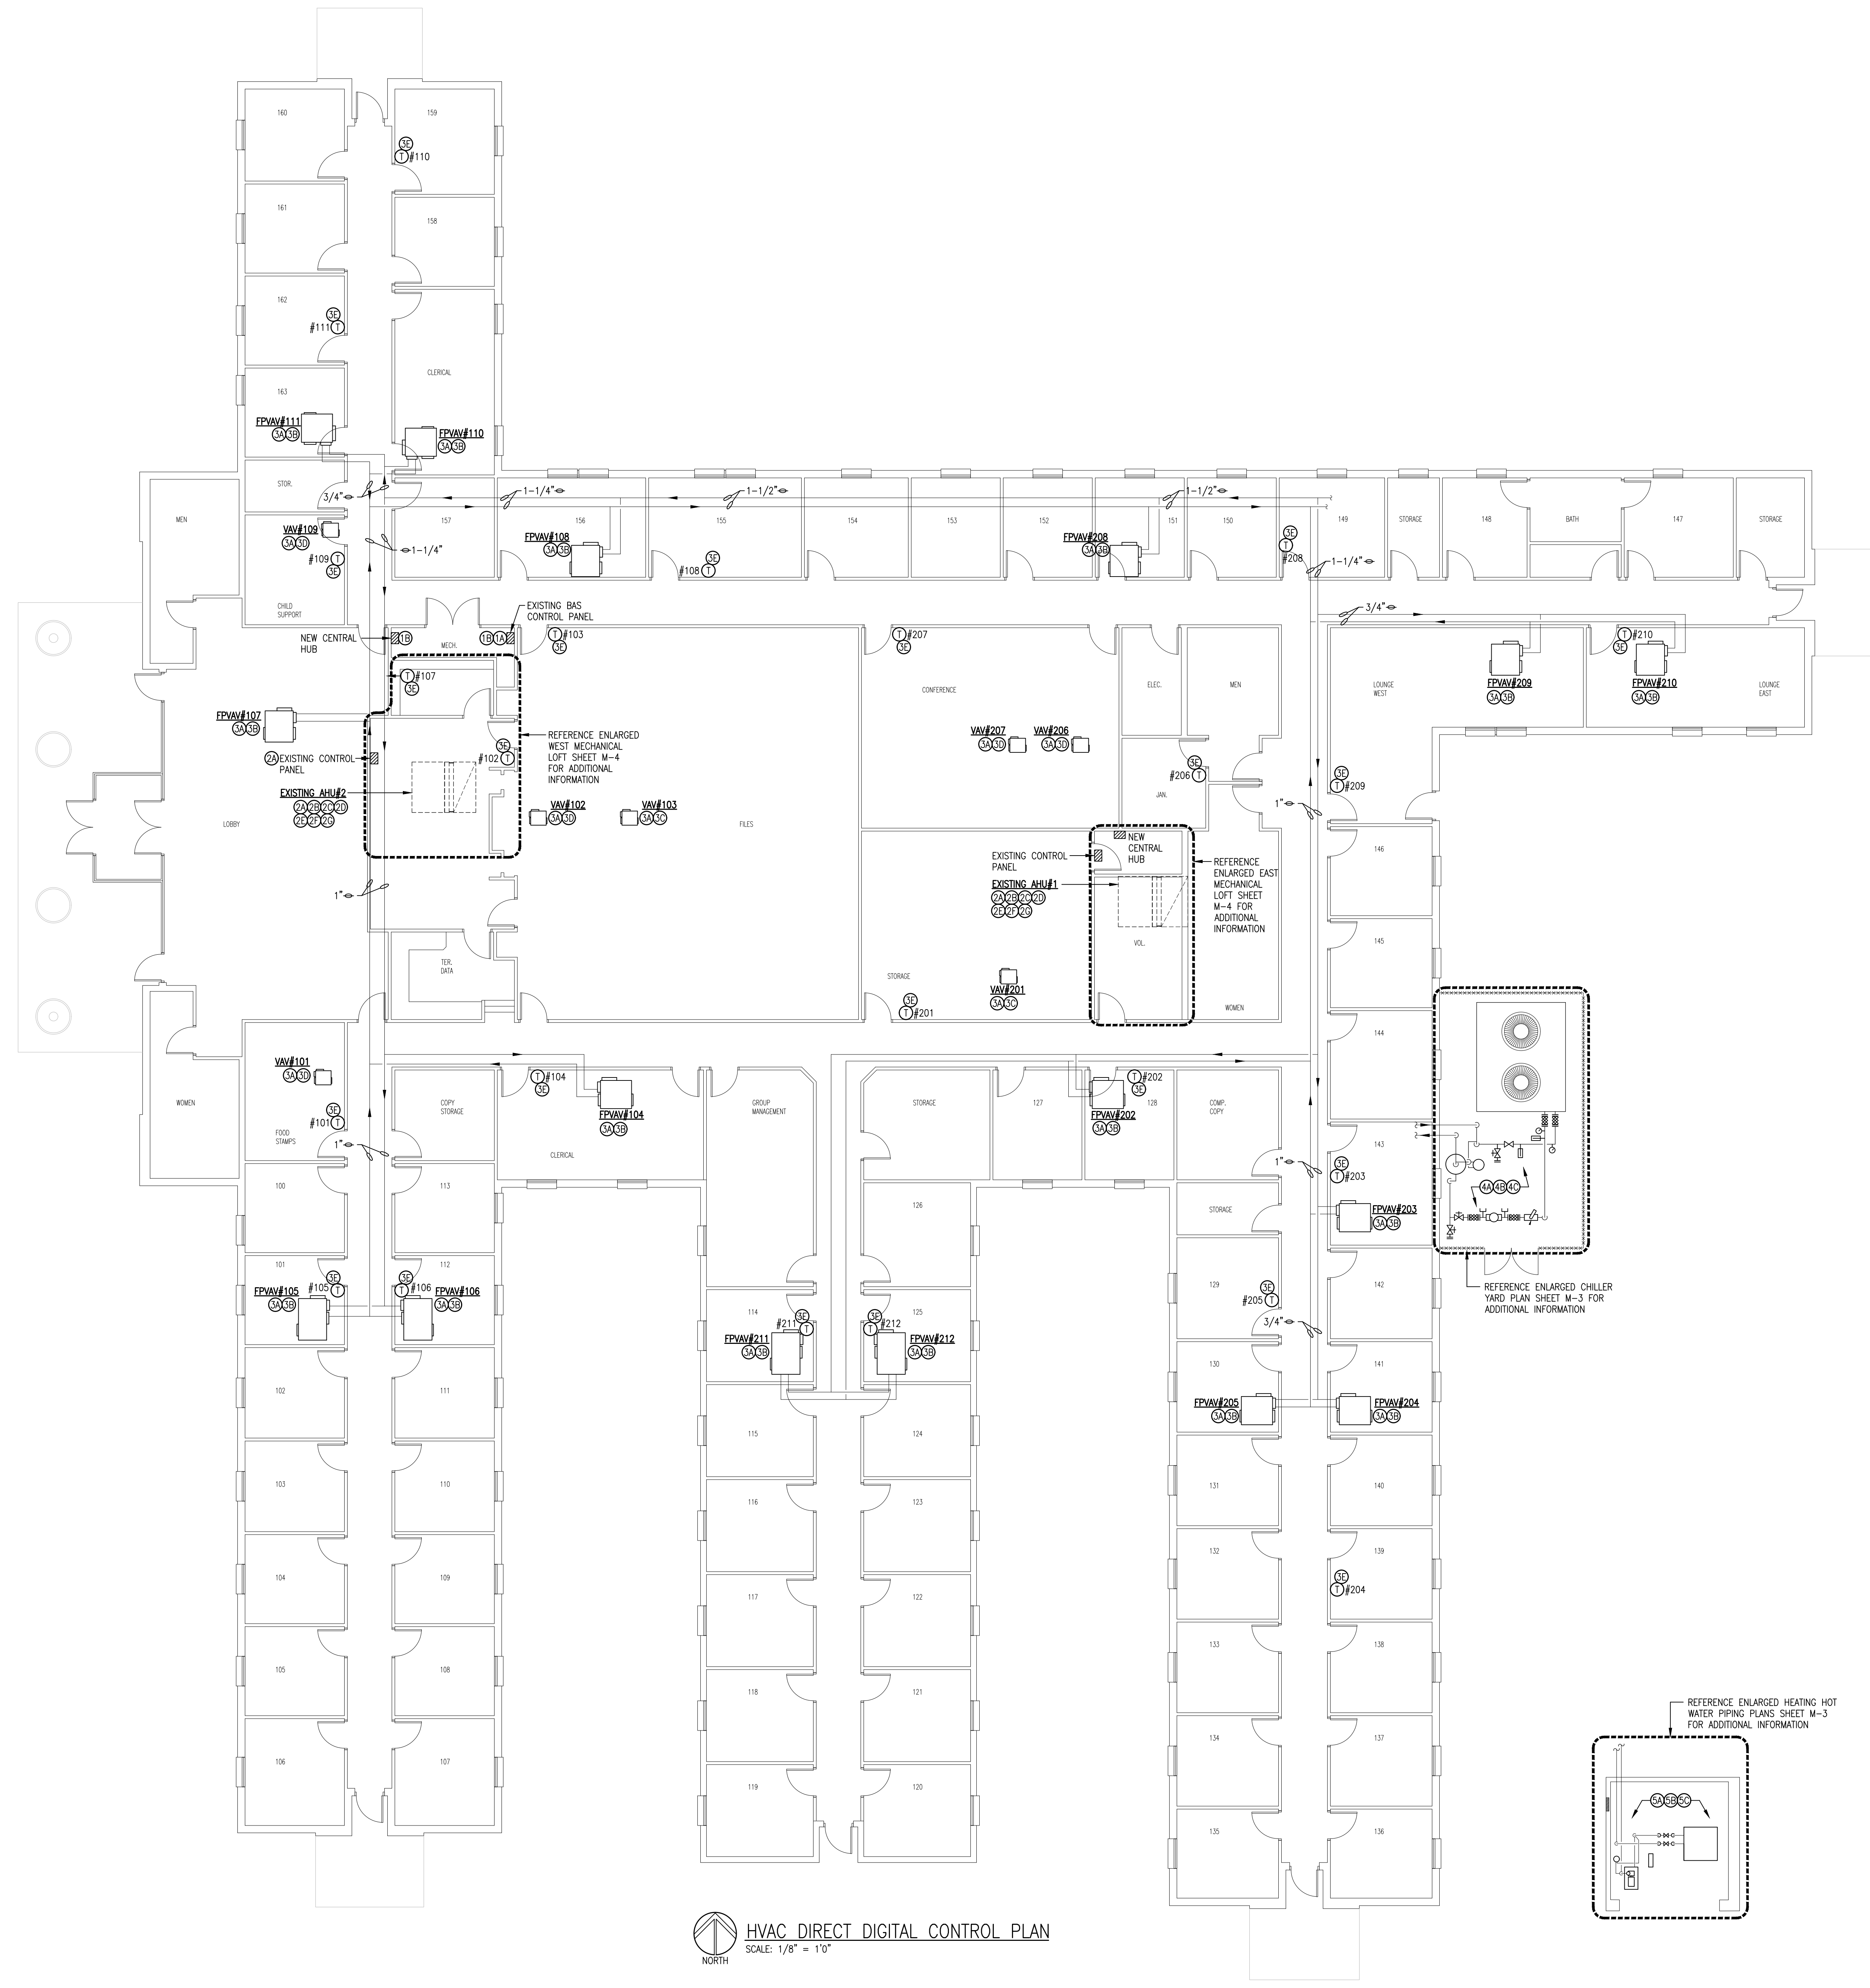 160
159
3E
T #110
161
158
162
3E
#111 T
CLERICAL
163
FPVAV#111
3A 3B
FPVAV#110
3A 3B
STOR.
3/4"
1-1/4"
1-1/2"
1-1/2"
MEN
157
156
155
154
153
152
151
150
149
STORAGE
148
BATH
147
STORAGE
VAV#109
3A 3D
1-1/4"
#109 T
3E
FPVAV#108
3A 3B
3E
#108 T
FPVAV#208
3A 3B
3E
T
#208
1-1/4"
CHILD
SUPPORT
EXISTING BAS
CONTROL PANEL
3/4"
NEW CENTRAL
HUB
1B
1B 1A
MECH.
T #103
3E
T #207
3E
T #210
3E
T #107
3E
CONFERENCE
ELEC.
MEN
LOUNGE
WEST
FPVAV#209
3A 3B
FPVAV#210
3A 3B
LOUNGE
EAST
FPVAV#107
3A 3B
REFERENCE ENLARGED
WEST MECHANICAL
LOFT SHEET M-4
FOR ADDITIONAL
INFORMATION
VAV#207
3A 3D
VAV#206
3A 3D
3E
#102 T
2A EXISTING CONTROL
PANEL
3E
#206 T
3E
T #209
EXISTING AHU#2
2A 2B 2C 2D
2E 2F 2G
JAN.
1"
LOBBY
VAV#102
3A 3D
VAV#103
3A 3C
FILES
NEW
CENTRAL
HUB
EXISTING CONTROL
PANEL
REFERENCE
ENLARGED EAST
MECHANICAL
LOFT SHEET
M-4 FOR
ADDITIONAL
INFORMATION
146
EXISTING AHU#1
2A 2B 2C 2D
2E 2F 2G
1"
VOL.
145
TER.
DATA
STORAGE
VAV#201
3A 3C
3E
T #201
WOMEN
144
VAV#101
3A 3D
WOMEN
3E
#101 T
FOOD
STAMPS
COPY
STORAGE
T #104
3E
FPVAV#104
3A 3B
CLERICAL
GROUP
MANAGEMENT
STORAGE
127
T #202
3E
128
FPVAV#202
3A 3B
COMP.
COPY
1"
143
1"
3E
T #203
4A 4B 4C
100
113
126
STORAGE
FPVAV#203
3A 3B
101
112
FPVAV#105
3A 3B
3E
#105 T
3E
T #106
FPVAV#106
3A 3B
114
3E
#211 T
FPVAV#211
3A 3B
125
3E
T #212
FPVAV#212
3A 3B
129
3E
#205 T
3/4"
142
REFERENCE ENLARGED CHILLER
YARD PLAN SHEET M-3 FOR
ADDITIONAL INFORMATION
102
111
130
141
FPVAV#205
3A 3B
FPVAV#204
3A 3B
115
124
103
110
131
140
116
123
104
109
132
139
3E
T #204
117
122
105
108
133
138
118
121
REFERENCE ENLARGED HEATING HOT
WATER PIPING PLANS SHEET M-3
FOR ADDITIONAL INFORMATION
106
107
134
137
119
120
5A 5B 5C
135
136
HVAC DIRECT DIGITAL CONTROL PLAN
SCALE: 1/8" = 1'0"
NORTH